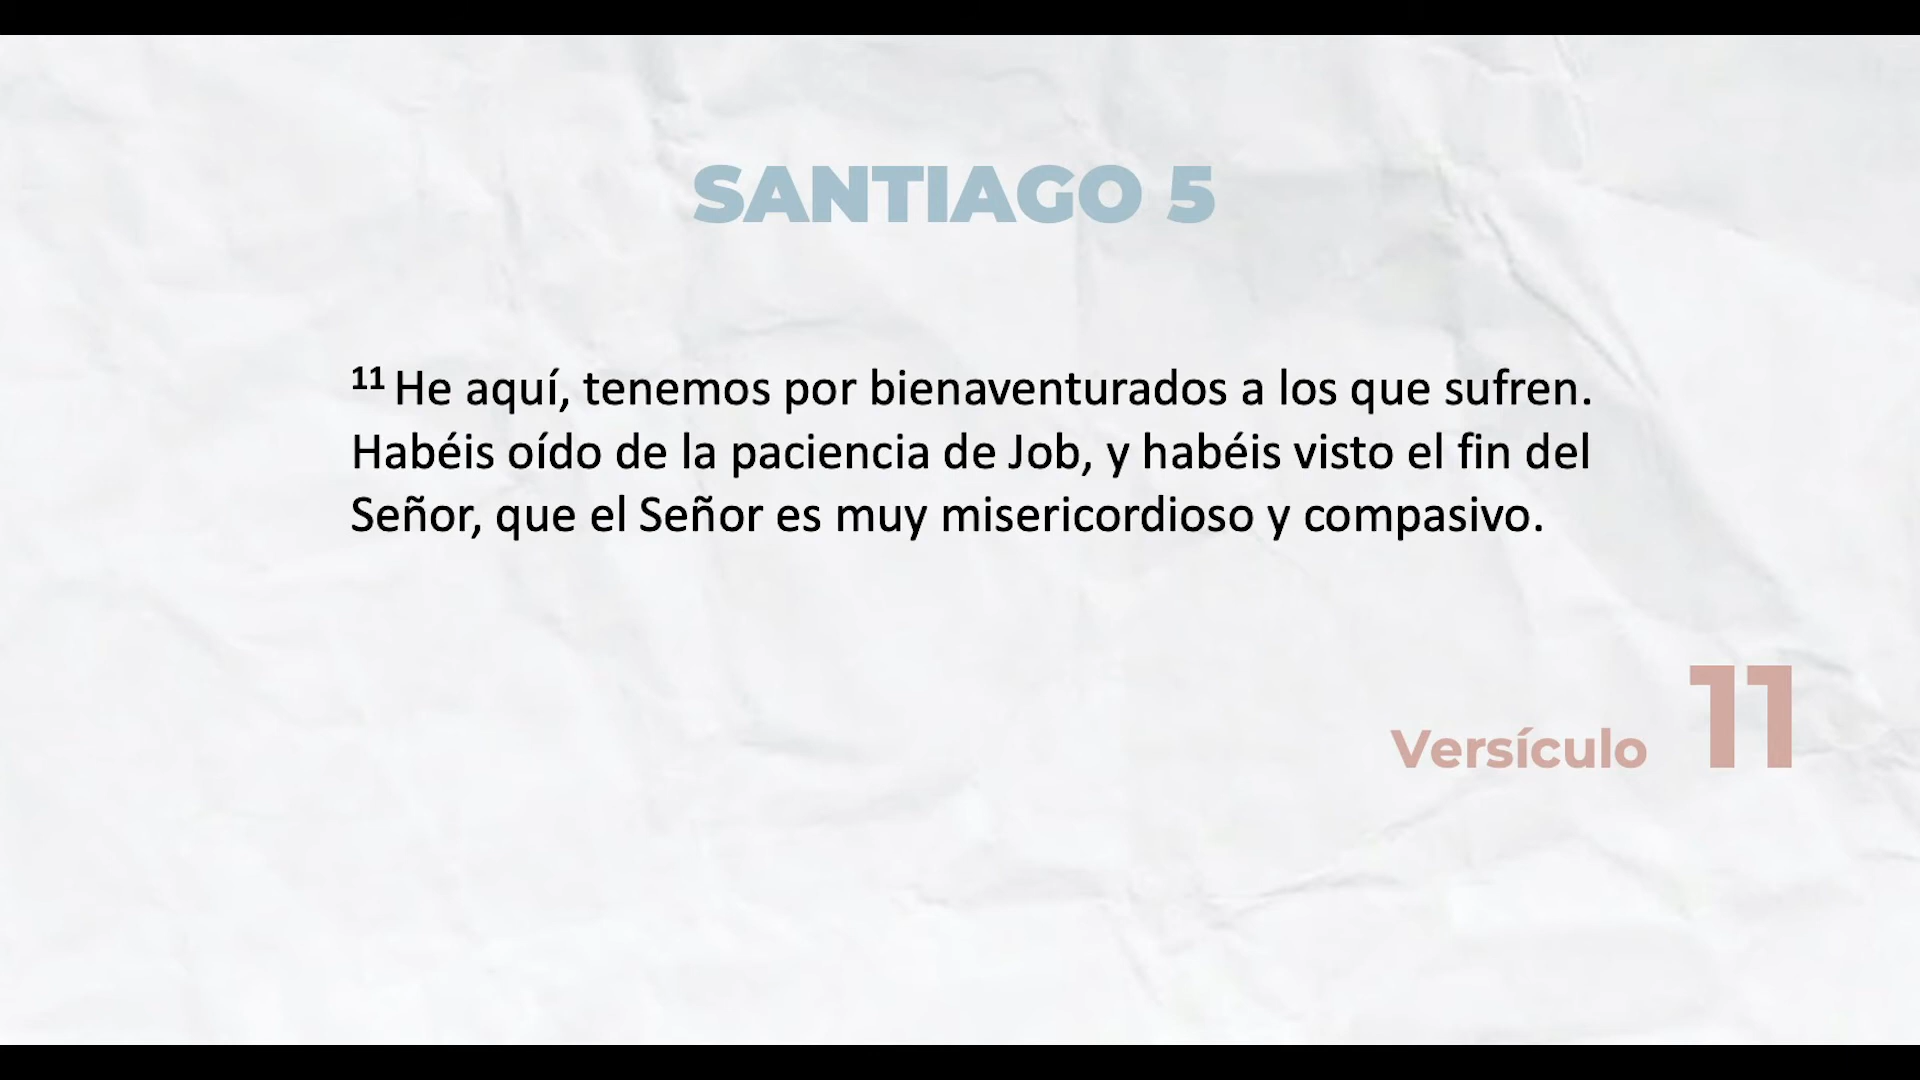 SANTIAGO 5
11 He aquí, tenemos por bienaventurados a los que sufren.
Habéis oído de la paciencia de Job, y habéis visto el fin del
Señor, que el Señor es muy misericordioso y compasivo.
Versículo 11